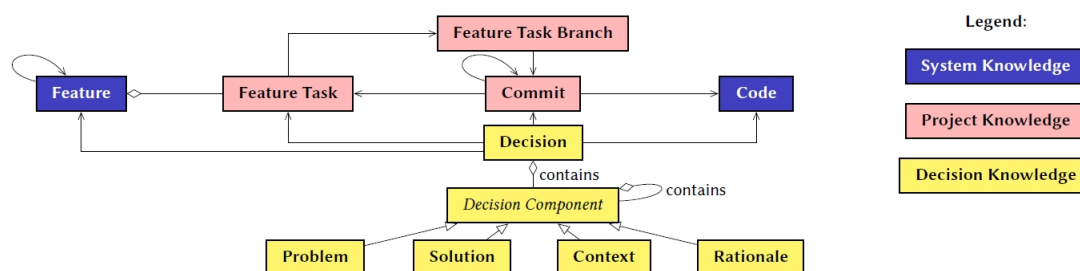 Feature Task Branch
Feature
Feature Task
Commit
Code
Decision
contains
Decision Component
contains
Problem
Solution
Context
Rationale
Legend:
System Knowledge
Project Knowledge
Decision Knowledge